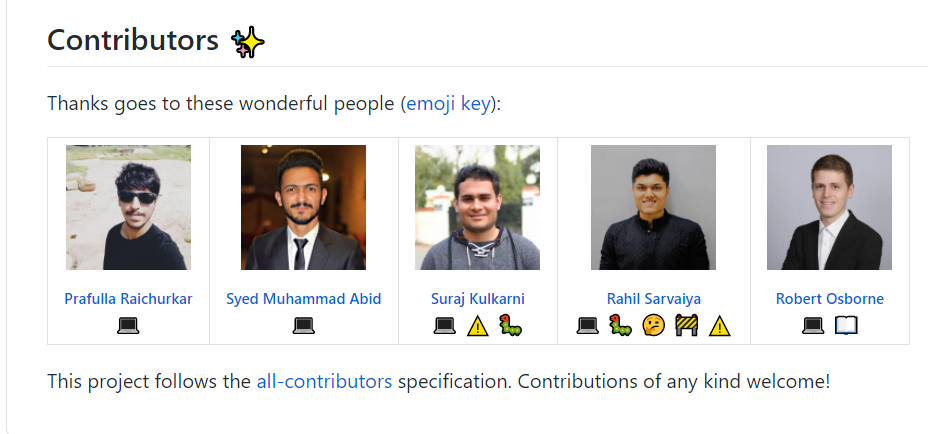 Contributors ✨
Thanks goes to these wonderful people (emoji key):
Prafulla Raichurkar
Syed Muhammad Abid
Suraj Kulkarni
Rahil Sarvaiya
Robert Osborne
💻
💻
💻 ⚠️ 🐛
💻 🐛 🤔 🚧 ⚠️
💻 📖
This project follows the all-contributors specification. Contributions of any kind welcome!